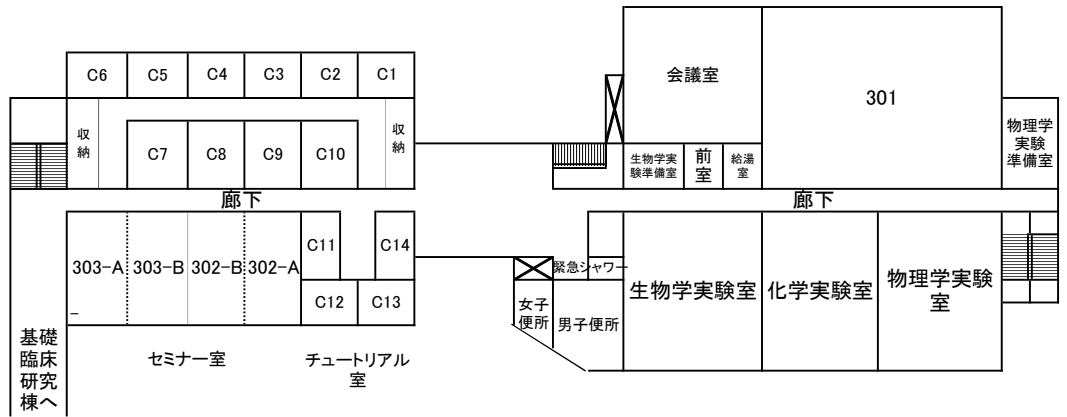 C6 C5 C4 C3 C2 C1
会議室
301
収
納
収
納
物理学
実験
準備室
C7 C8 C9 C10
生物学実
験準備室
前
室
給湯
室
廊下
廊下
303-A 303-B 302-B 302-A
C11 C14
C12 C13
緊急シャワー
生物学実験室
化学実験室
物理学実験
室
女子
便所
男子便所
基礎
臨床
研究
棟へ
セミナー室
チュートリアル
室